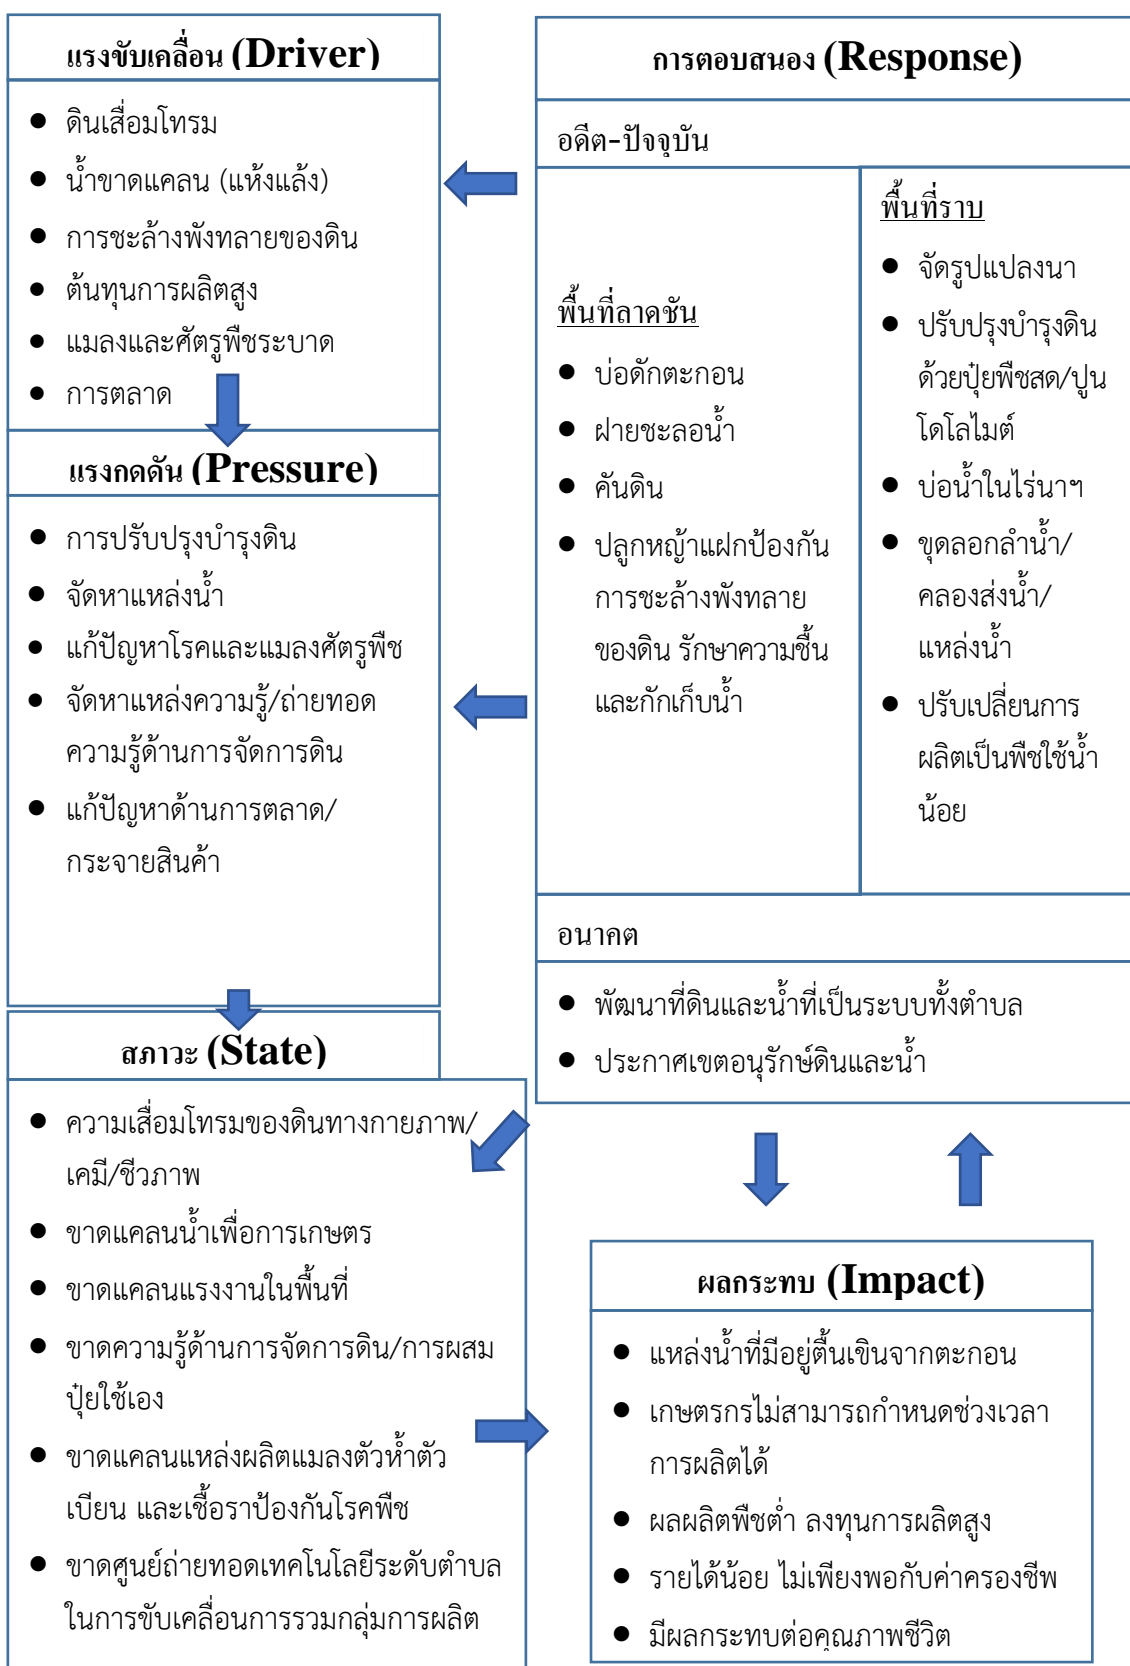 แรงขับเคลื่อน (Driver)
● ดินเสื่อมโทรม
● น้ำขาดแคลน (แห้งแล้ง)
● การชะล้างพังทลายของดิน
● ต้นทุนการผลิตสูง
● แมลงและศัตรูพืชระบาด
● การตลาด
แรงกดดัน (Pressure)
● การปรับปรุงบำรุงดิน
● จัดหาแหล่งน้ำ
● แก้ปัญหาโรคและแมลงศัตรูพืช
● จัดหาแหล่งความรู้/ถ่ายทอด
ความรู้ด้านการจัดการดิน
● แก้ปัญหาด้านการตลาด/
กระจายสินค้า
สภาวะ (State)
● ความเสื่อมโทรมของดินทางกายภาพ/
เคมี/ชีวภาพ
● ขาดแคลนน้ำเพื่อการเกษตร
● ขาดแคลนแรงงานในพื้นที่
● ขาดความรู้ด้านการจัดการดิน/การผสม
ปุ๋ยใช้เอง
● ขาดแคลนแหล่งผลิตแมลงตัวห้ำตัว
เบียน และเชื้อราป้องกันโรคพืช
● ขาดศูนย์ถ่ายทอดเทคโนโลยีระดับตำบล
ในการขับเคลื่อนการรวมกลุ่มการผลิต
การตอบสนอง (Response)
อดีต-ปัจจุบัน
พื้นที่ลาดชัน
● บ่อดักตะกอน
● ฝายชะลอน้ำ
● คันดิน
● ปลูกหญ้าแฝกป้องกัน
การชะล้างพังทลาย
ของดิน รักษาความชื้น
และกักเก็บน้ำ
พื้นที่ราบ
● จัดรูปแปลงนา
● ปรับปรุงบำรุงดิน
ด้วยปุ๋ยพืชสด/ปูน
โดโลไมต์
● บ่อน้ำในไร่นาฯ
● ขุดลอกลำน้ำ/
คลองส่งน้ำ/
แหล่งน้ำ
● ปรับเปลี่ยนการ
ผลิตเป็นพืชใช้น้ำ
น้อย
อนาคต
● พัฒนาที่ดินและน้ำที่เป็นระบบทั้งตำบล
● ประกาศเขตอนุรักษ์ดินและน้ำ
ผลกระทบ (Impact)
● แหล่งน้ำที่มีอยู่ตื้นเขินจากตะกอน
● เกษตรกรไม่สามารถกำหนดช่วงเวลา
การผลิตได้
● ผลผลิตพืชต่ำ ลงทุนการผลิตสูง
● รายได้น้อย ไม่เพียงพอกับค่าครองชีพ
● มีผลกระทบต่อคุณภาพชีวิต